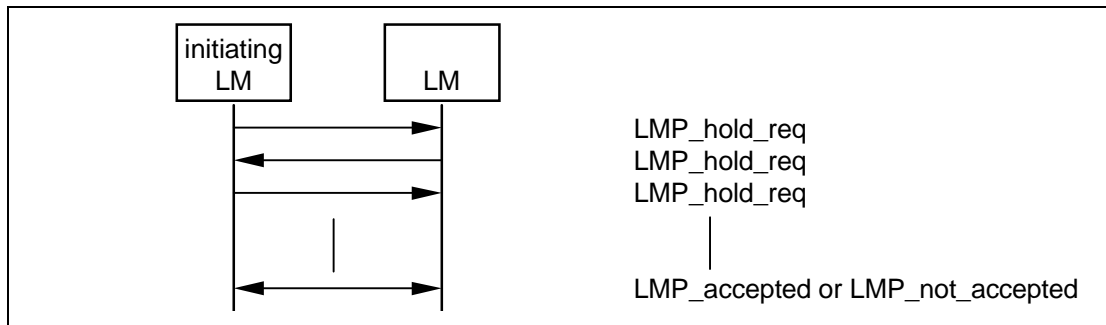 initiating
LM
LM
LMP_hold_req
LMP_hold_req
LMP_hold_req
LMP_accepted or LMP_not_accepted